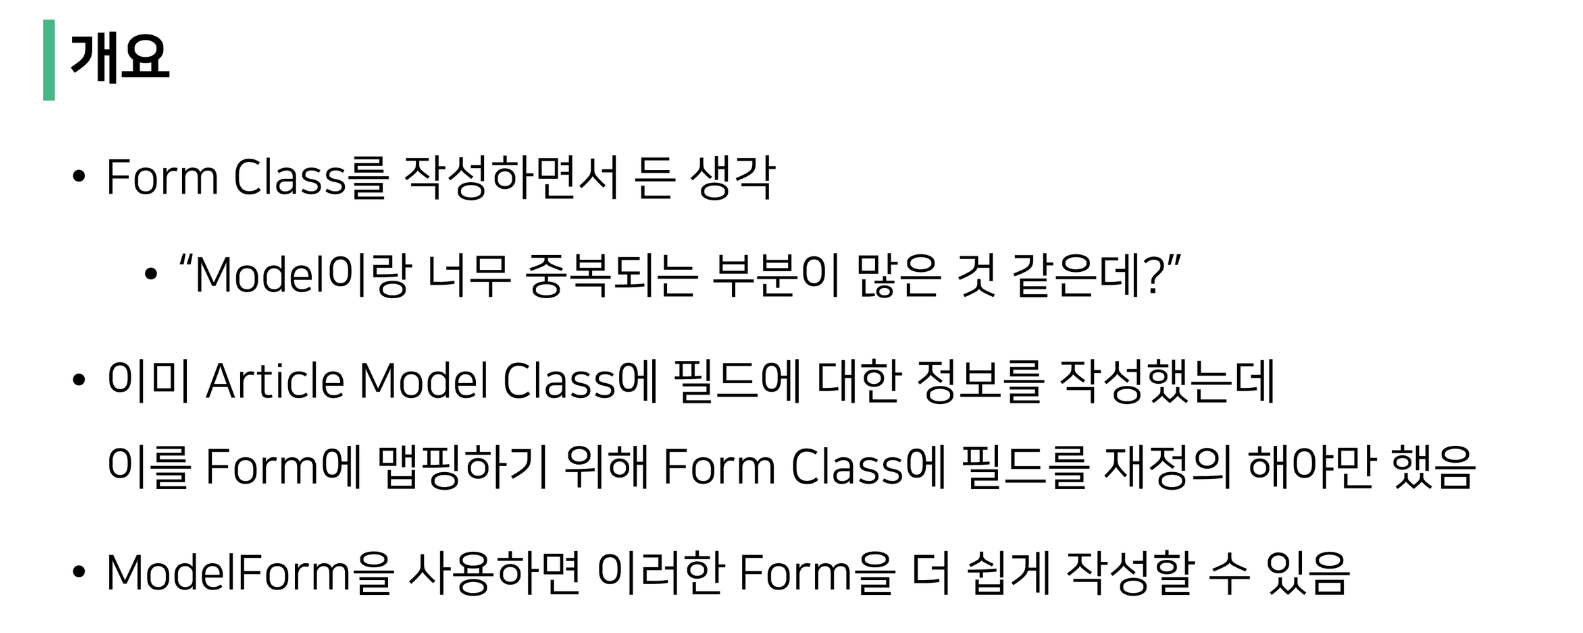 개요
• Form Class를 작성하면서 든 생각
• “Model이랑 너무 중복되는 부분이 많은 것 같은데?”
• 이미 Article Model Class에 필드에 대한 정보를 작성했는데
이를 Form에 맵핑하기 위해 Form Class에 필드를 재정의 해야만 했음
• ModelForm을 사용하면 이러한 Form을 더 쉽게 작성할 수 있음